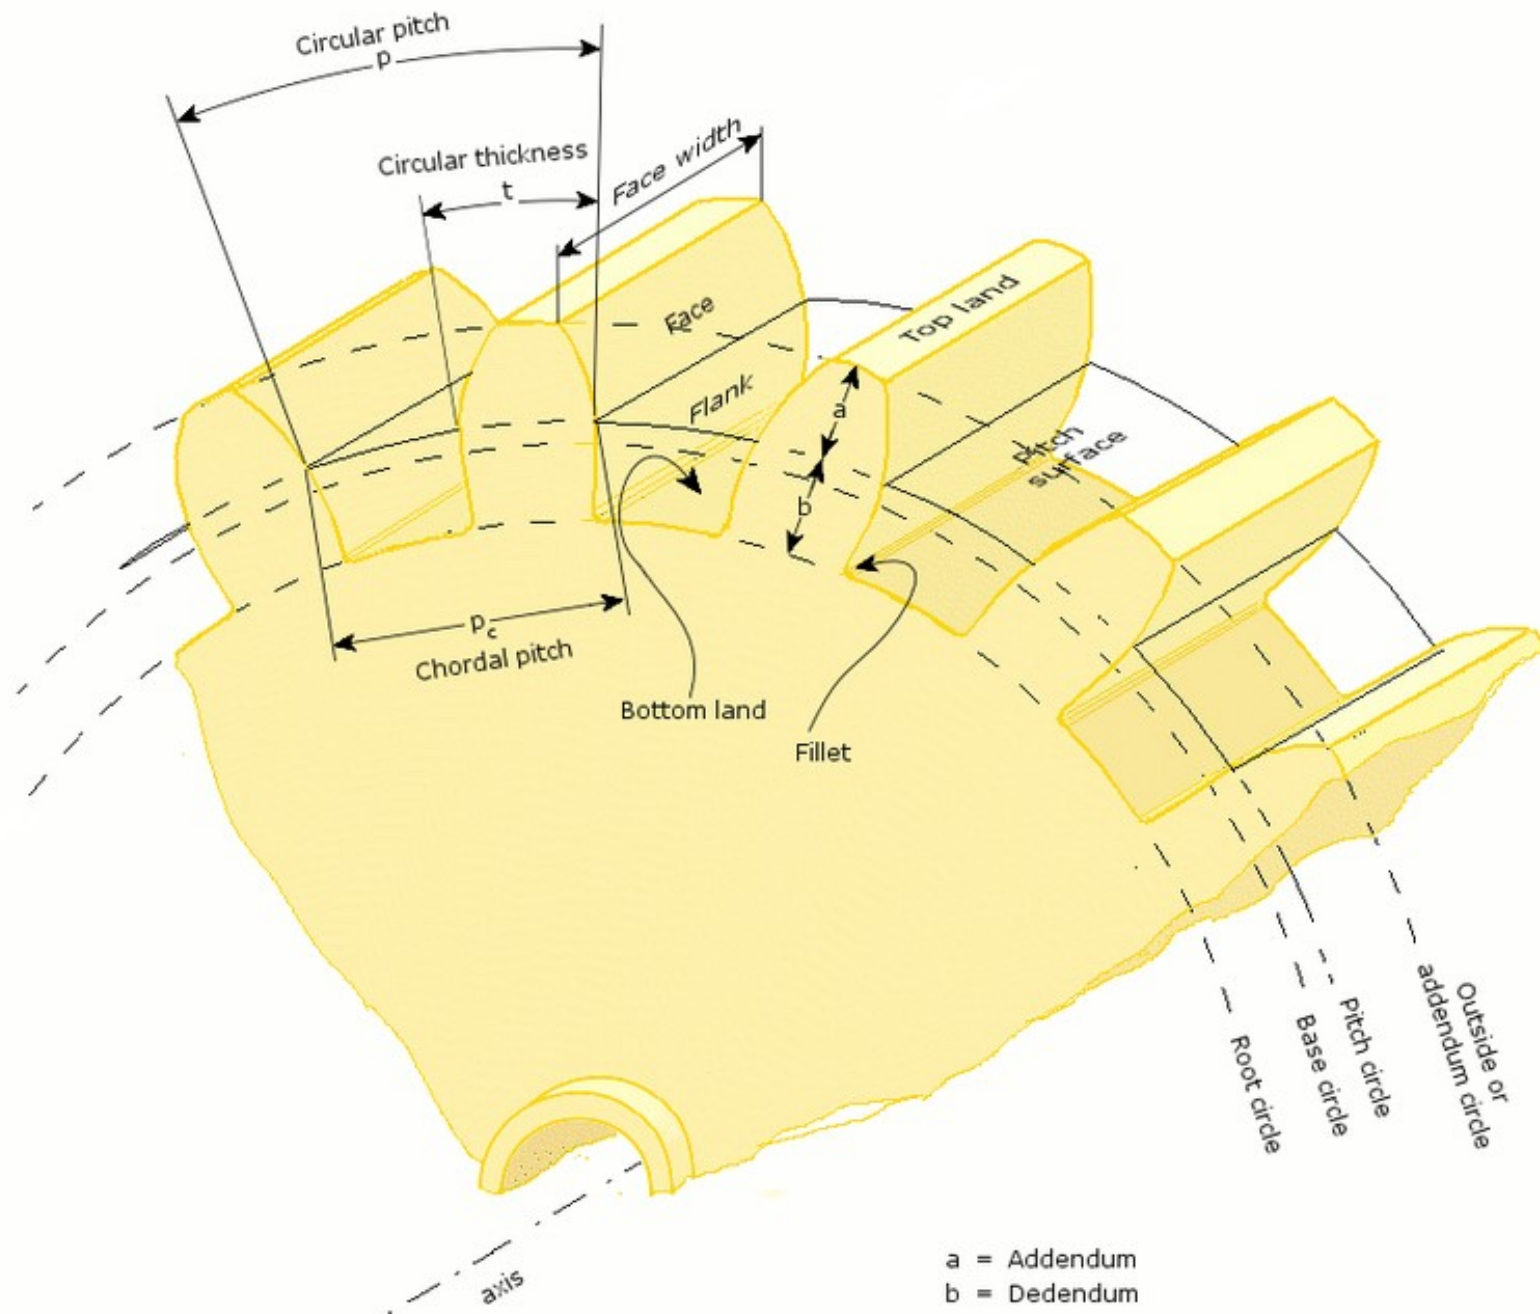 Circular pitch
p
Circular thickness
t
Face width
Face
Flank
Top land
a
b
Pitch
surface
pc
Chordal pitch
Bottom land
Fillet
Root circle
Base circle
Pitch circle
Outside or
addendum circle
axis
a = Addendum
b = Dedendum